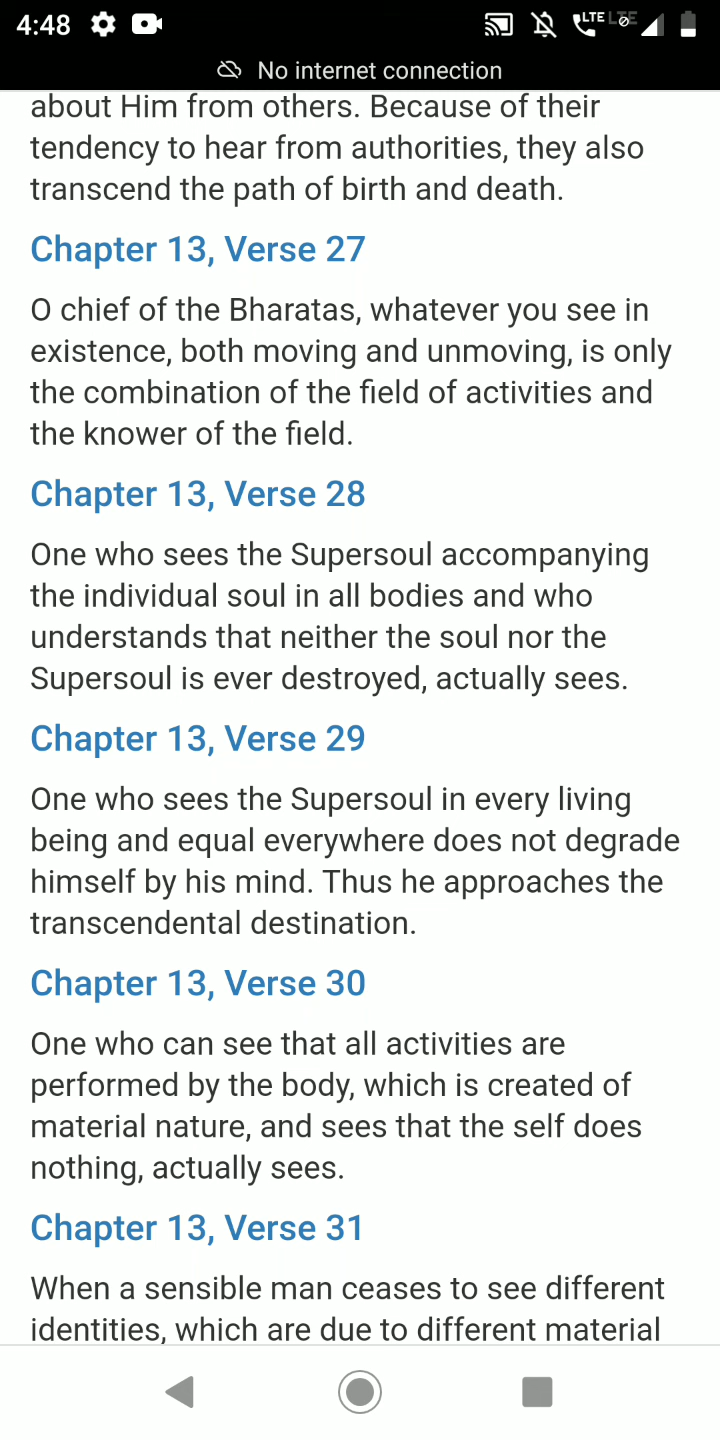 4:48
LTE LTE
No internet connection
about Him from others. Because of their
tendency to hear from authorities, they also
transcend the path of birth and death.
Chapter 13, Verse 27
O chief of the Bharatas, whatever you see in
existence, both moving and unmoving, is only
the combination of the field of activities and
the knower of the field.
Chapter 13, Verse 28
One who sees the Supersoul accompanying
the individual soul in all bodies and who
understands that neither the soul nor the
Supersoul is ever destroyed, actually sees.
Chapter 13, Verse 29
One who sees the Supersoul in every living
being and equal everywhere does not degrade
himself by his mind. Thus he approaches the
transcendental destination.
Chapter 13, Verse 30
One who can see that all activities are
performed by the body, which is created of
material nature, and sees that the self does
nothing, actually sees.
Chapter 13, Verse 31
When a sensible man ceases to see different
identities, which are due to different material